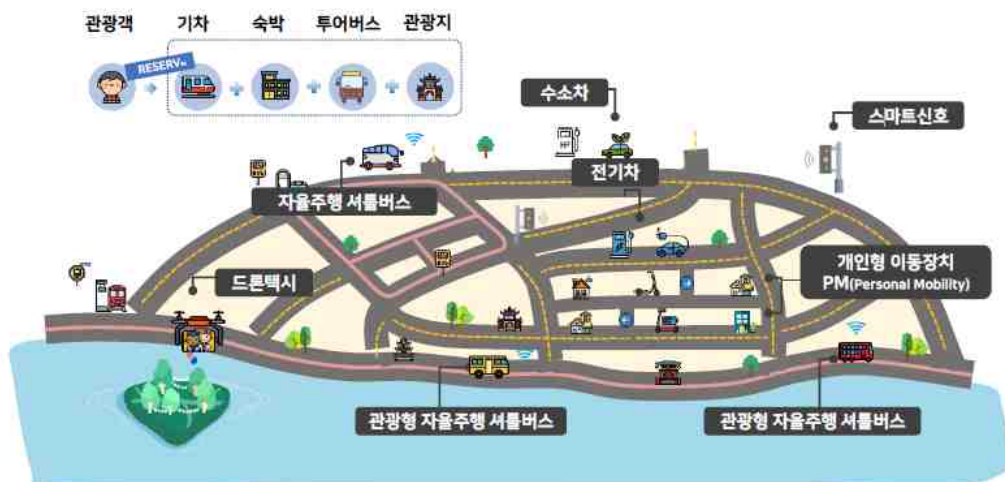 관광객
기차
숙박
투어버스
관광지
RESERV
수소차
스마트신호
전기차
자율주행 셔틀버스
드론택시
개인형 이동장치
PM(Personal Mobility)
관광형 자율주행 셔틀버스
관광형 자율주행 셔틀버스